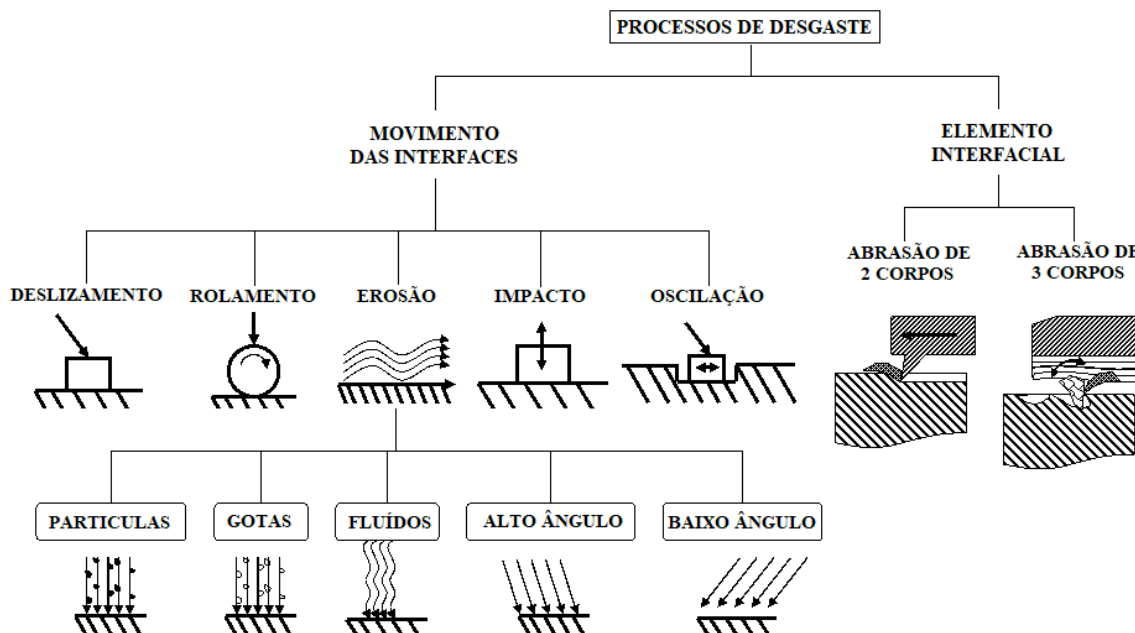 PROCESSOS DE DESGASTE
MOVIMENTO
DAS INTERFACES
ELEMENTO
INTERFACIAL
ABRASÃO DE
2 CORPOS
ABRASÃO DE
3 CORPOS
DESLIZAMENTO
ROLAMENTO
EROSÃO
IMPACTO
OSCILAÇÃO
PARTICULAS
GOTAS
FLUÍDOS
ALTO ÂNGULO
BAIXO ÂNGULO